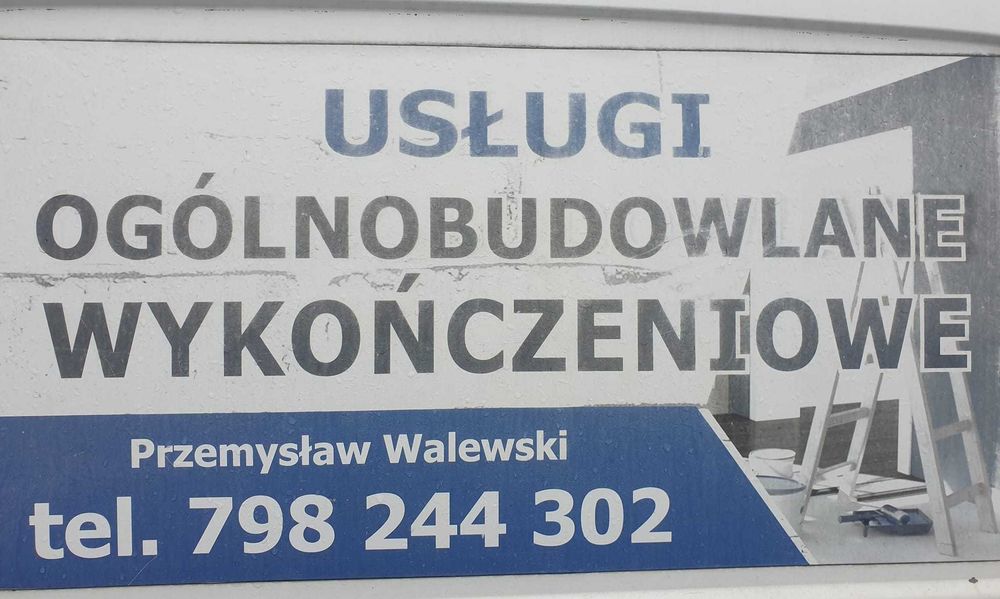 USŁUGI
OGÓLNOBUDOWLANE
WYKOŃCZENIOWE
Przemysław Walewski
tel. 798 244 302